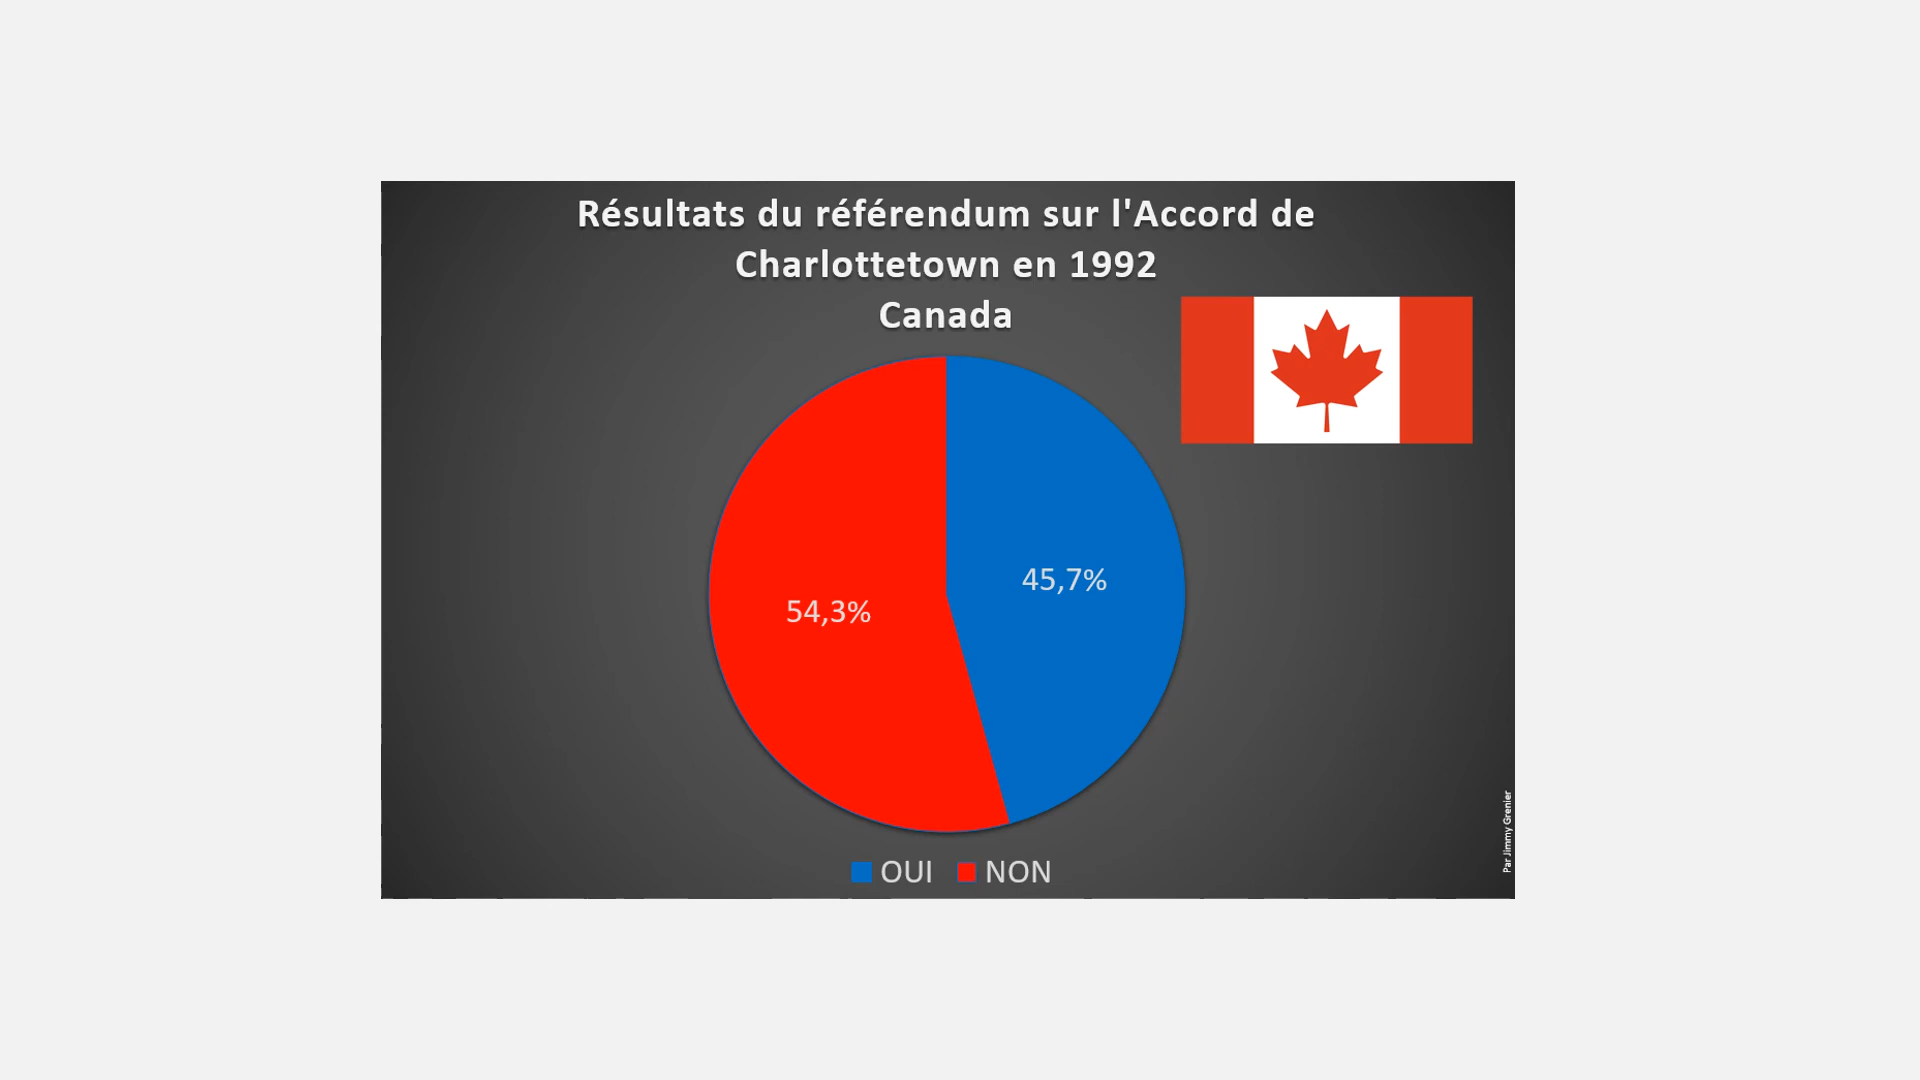 Résultats du référendum sur l'Accord de
Charlottetown en 1992
Canada
45,7%
54,3%
OUI NON
Par Jimmy Grenier